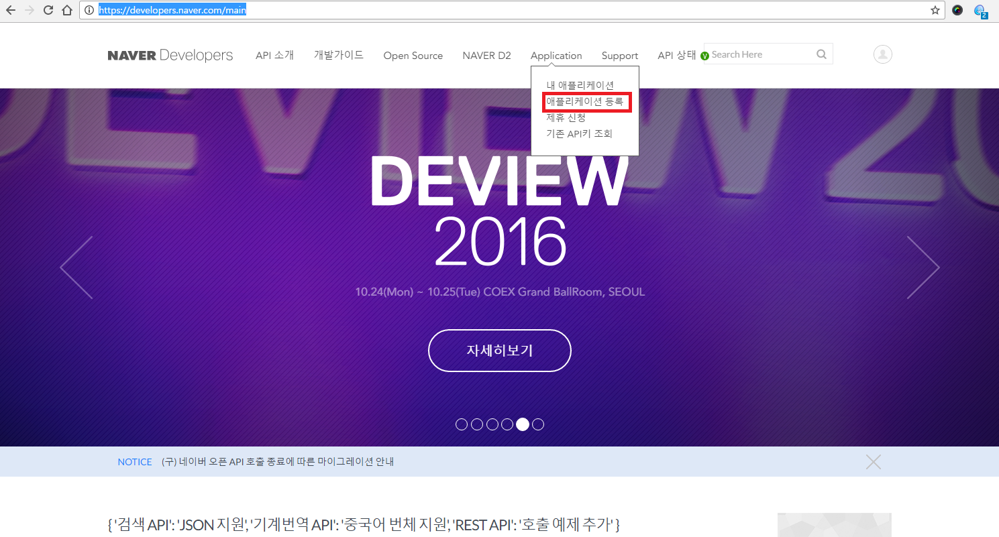 https://developers.naver.com/main
NAVER Developers API 소개 개발가이드 Open Source NAVER D2 Application Support API 상태 V Search Here
2
내 애플리케이션
애플리케이션 등록
제휴 신청
기존 API키 조회
DEVIEW 20
DEVIEW
2016
10.24(Mon) ~ 10.25(Tue) COEX Grand BallRoom, SEOUL
자세히보기
NOTICE (구) 네이버 오픈 API 호출 종료에 따른 마이그레이션 안내
{ '검색 API': 'JSON 지원', '기계번역 API': '중국어 번체 지원', 'REST API': '호출 예제 추가' }